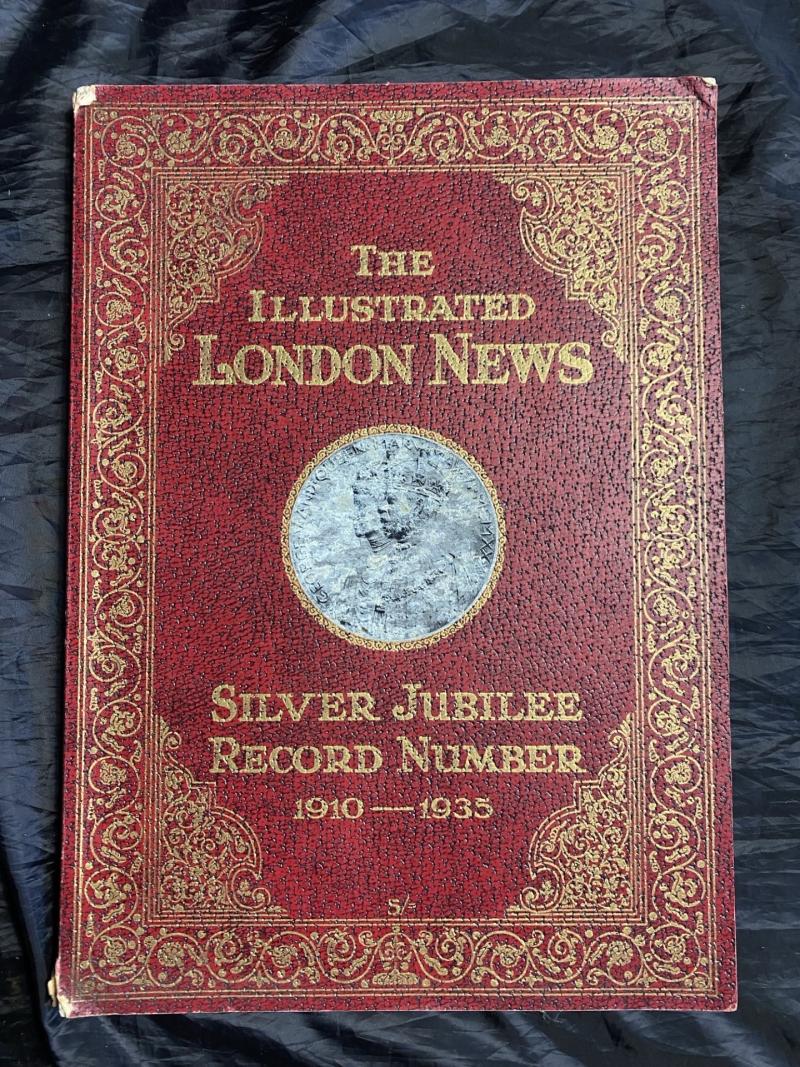 THE
ILLUSTRATED
LONDON NEWS
SILVER JUBILEE
RECORD NUMBER
1910 — 1935
5/-